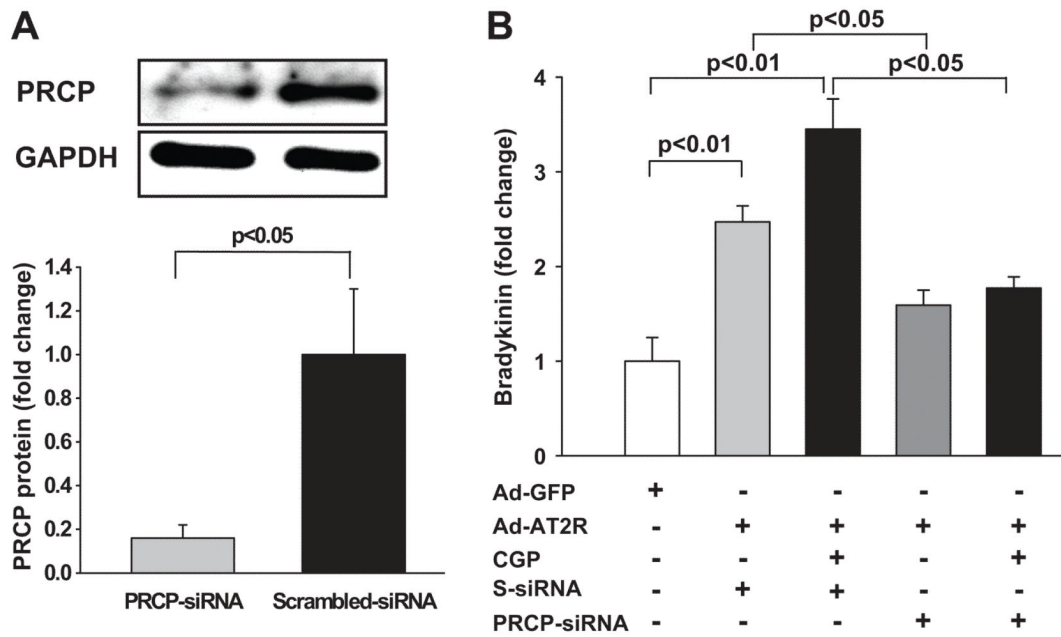 A
PRCP
GAPDH
p<0.05
PRCP protein (fold change)
1.4
1.2
1.0
0.8
0.6
0.4
0.2
0.0
PRCP-siRNA Scrambled-siRNA
B
p<0.05
p<0.01 p<0.05
p<0.01
Bradykinin (fold change)
4
3
2
1
0
Ad-GFP + - - - -
Ad-AT2R - + + + +
CGP - - + - +
S-siRNA - + + - -
PRCP-siRNA - - - + +